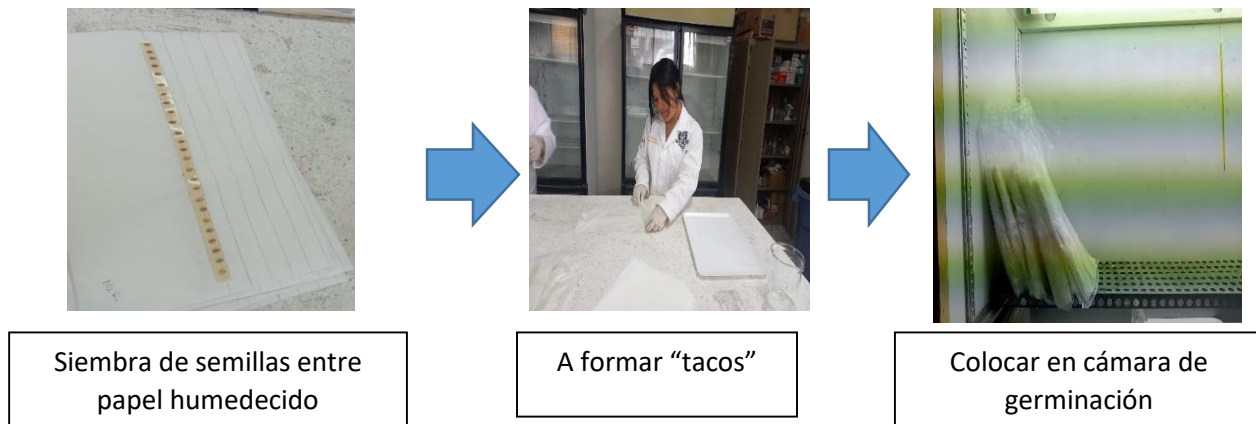 Siembra de semillas entre
papel humedecido
A formar “tacos”
Colocar en cámara de
germinación